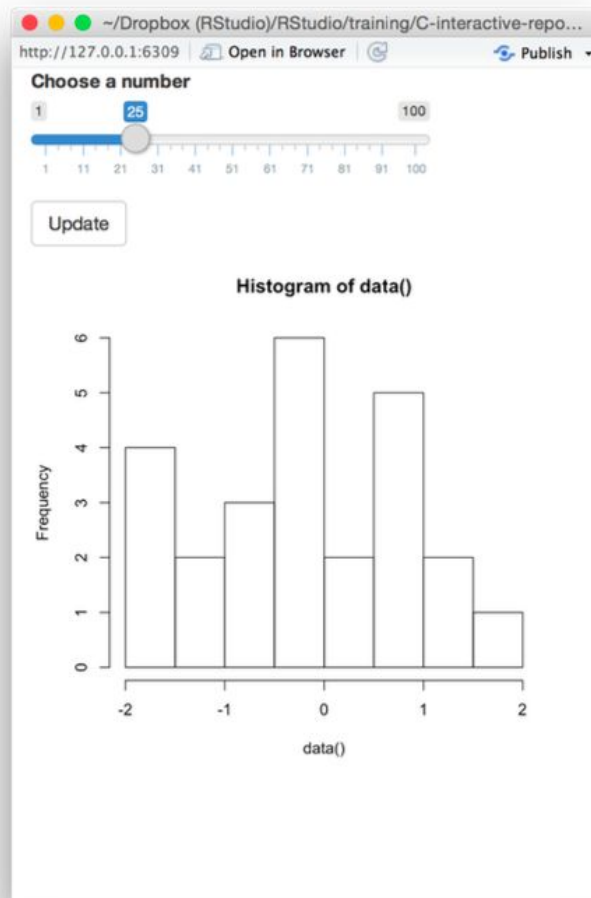 ~/Dropbox (RStudio)/RStudio/training/C-interactive-repo...
http://127.0.0.1:6309 Open in Browser Publish
Choose a number
1 25 100
1 11 21 31 41 51 61 71 81 91 100
Update
Histogram of data()
6
5
4
3
2
1
0
Frequency
-2 -1 0 1 2
data()